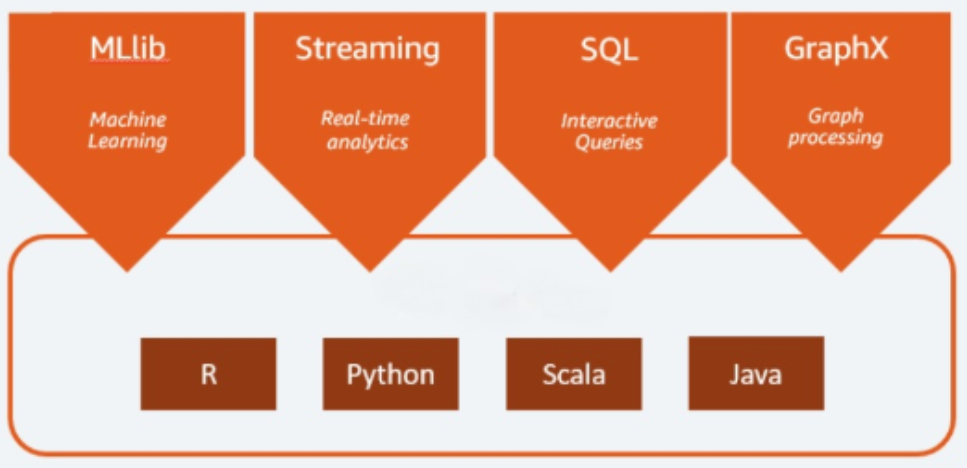 MLlib
Machine
Learning
Streaming
Real-time
analytics
SQL
Interactive
Queries
GraphX
Graph
processing
R
Python
Scala
Java